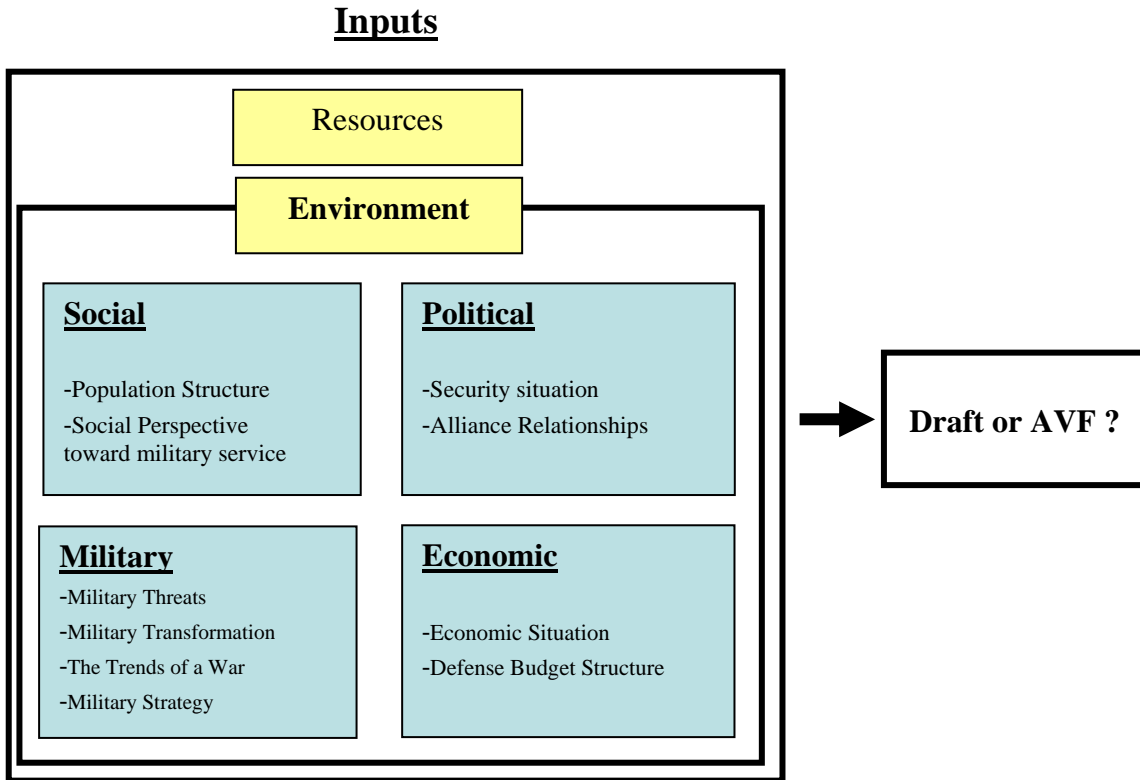 Inputs
Resources
Environment
Social
-Population Structure
-Social Perspective
toward military service
Political
-Security situation
-Alliance Relationships
Military
-Military Threats
-Military Transformation
-The Trends of a War
-Military Strategy
Economic
-Economic Situation
-Defense Budget Structure
Draft or AVF ?